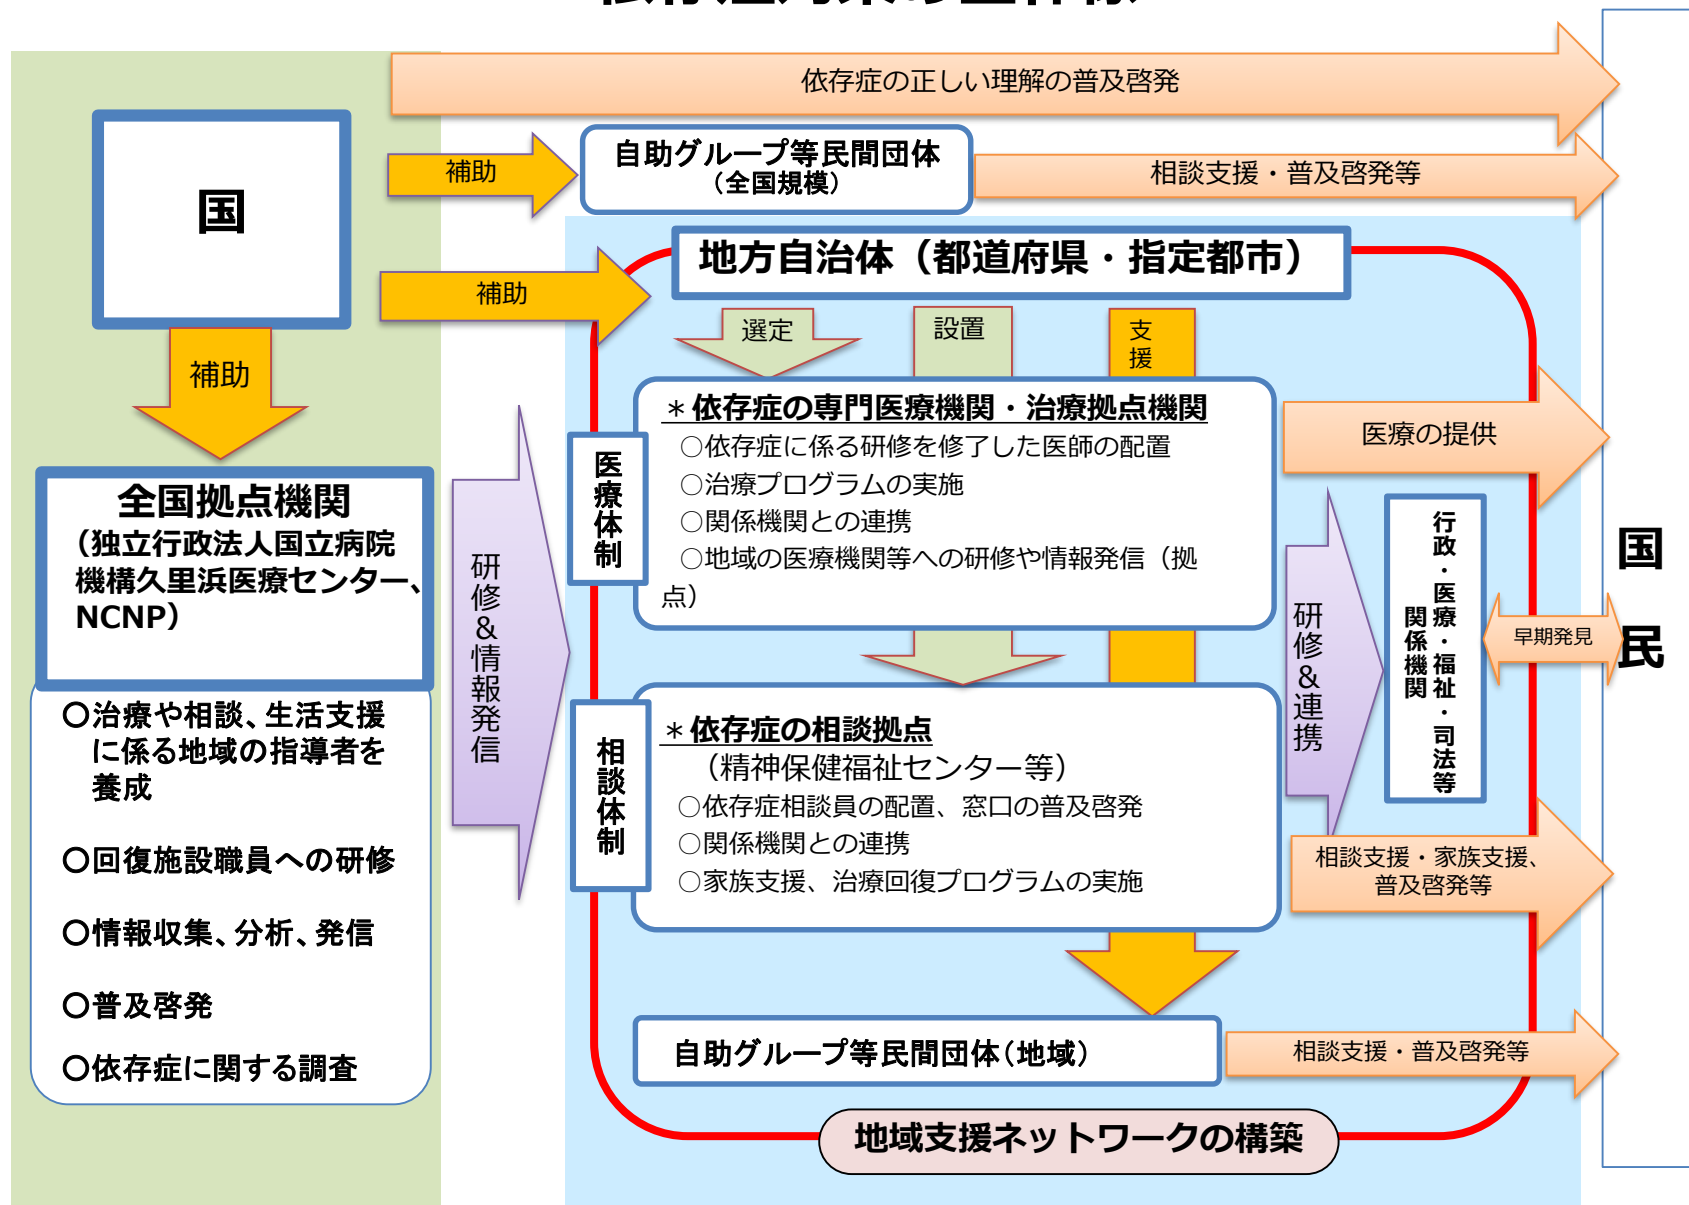 依存症の正しい理解の普及啓発
国
補助
自助グループ等民間団体
（全国規模）
相談支援・普及啓発等
補助
地方自治体（都道府県・指定都市）
補助
選定
設置
支
援
医療体制
＊依存症の専門医療機関・治療拠点機関
○依存症に係る研修を修了した医師の配置
○治療プログラムの実施
○関係機関との連携
○地域の医療機関等への研修や情報発信（拠
点）
医療の提供
全国拠点機関
（独立行政法人国立病院
機構久里浜医療センター、
NCNP）
○治療や相談、生活支援
に係る地域の指導者を
養成
○回復施設職員への研修
○情報収集、分析、発信
○普及啓発
○依存症に関する調査
研修&情報発信
相談体制
＊依存症の相談拠点
（精神保健福祉センター等）
○依存症相談員の配置、窓口の普及啓発
○関係機関との連携
○家族支援、治療回復プログラムの実施
研修&連携
行政・医療・福祉・司法等
関係機関
早期発見
国
民
相談支援・家族支援、
普及啓発等
自助グループ等民間団体（地域）
相談支援・普及啓発等
地域支援ネットワークの構築